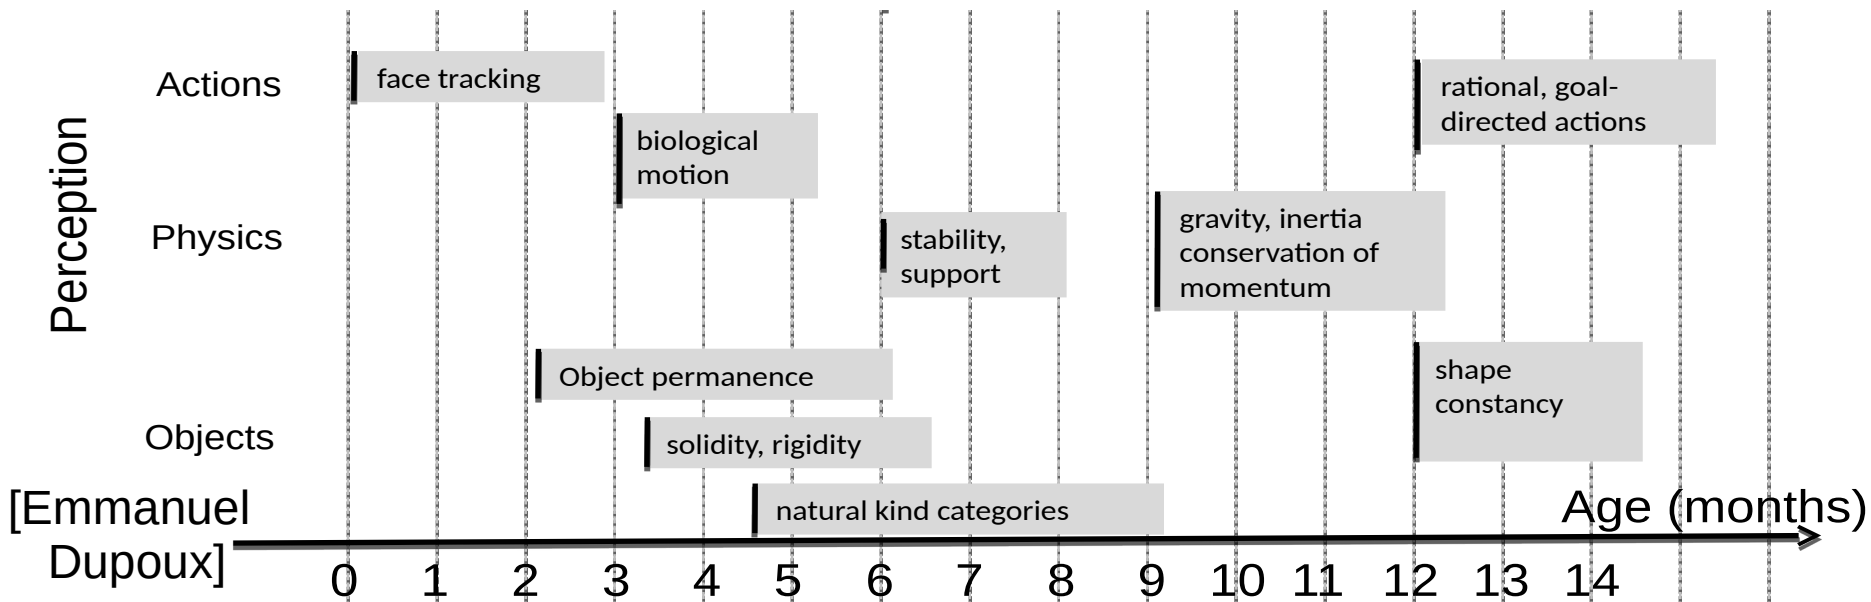 Perception
Actions
face tracking
rational, goal-
directed actions
biological
motion
Physics
stability,
support
gravity, inertia
conservation of
momentum
Objects
Object permanence
solidity, rigidity
natural kind categories
shape
constancy
[Emmanuel
Dupoux]
Age (months)
0 1 2 3 4 5 6 7 8 9 10 11 12 13 14